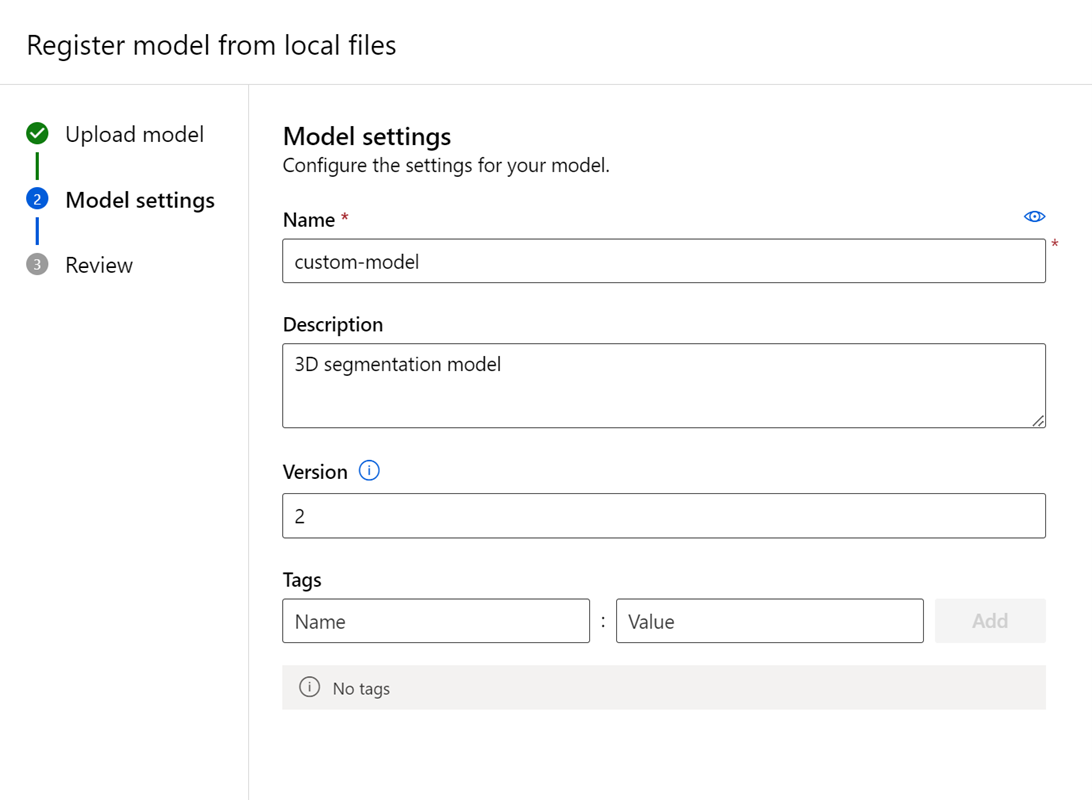 Register model from local files
Upload model
2 Model settings
3 Review
Model settings
Configure the settings for your model.
Name *
custom-model *
Description
3D segmentation model
Version i
2
Tags
Name : Value Add
i No tags